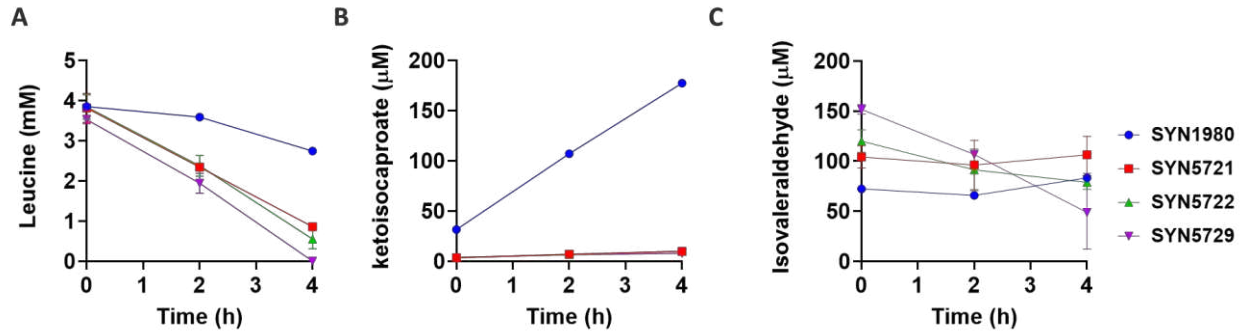 A
Leucine (mM)
5
4
3
2
1
0
0 1 2 3 4
Time (h)
B
ketoisocaproate (µM)
200
150
100
50
0
0 1 2 3 4
Time (h)
C
Isovaleraldehyde (µM)
200
150
100
50
0
0 1 2 3 4
Time (h)
SYN1980
SYN5721
SYN5722
SYN5729